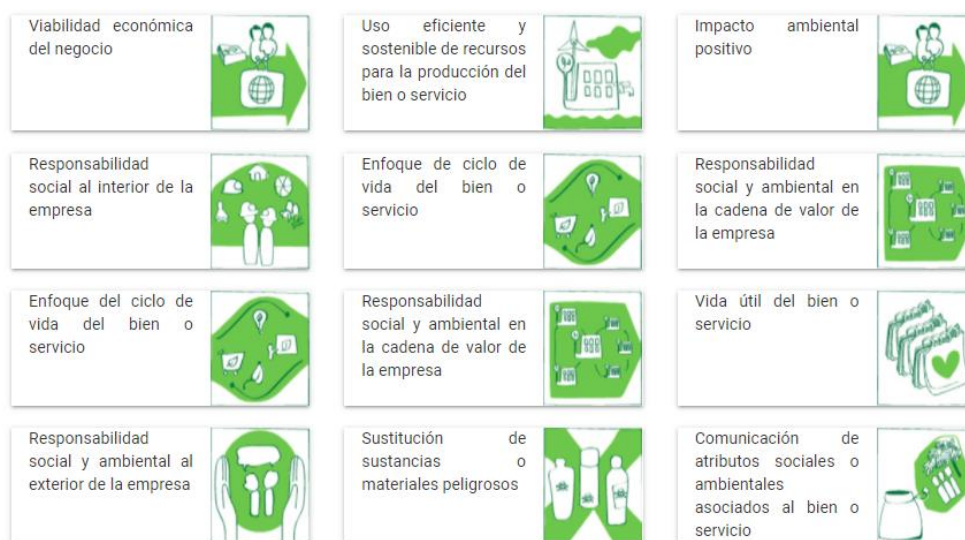 Viabilidad económica
del negocio
Uso eficiente y
sostenible de recursos
para la producción del
bien o servicio
Impacto ambiental
positivo
Responsabilidad
social al interior de la
empresa
Enfoque de ciclo de
vida del bien o
servicio
Responsabilidad
social y ambiental en
la cadena de valor de
la empresa
Enfoque del ciclo de
vida del bien o
servicio
Responsabilidad
social y ambiental en
la cadena de valor de
la empresa
Vida útil del bien o
servicio
Responsabilidad
social y ambiental al
exterior de la empresa
Sustitución de
sustancias o
materiales peligrosos
Comunicación de
atributos sociales o
ambientales
asociados al bien o
servicio